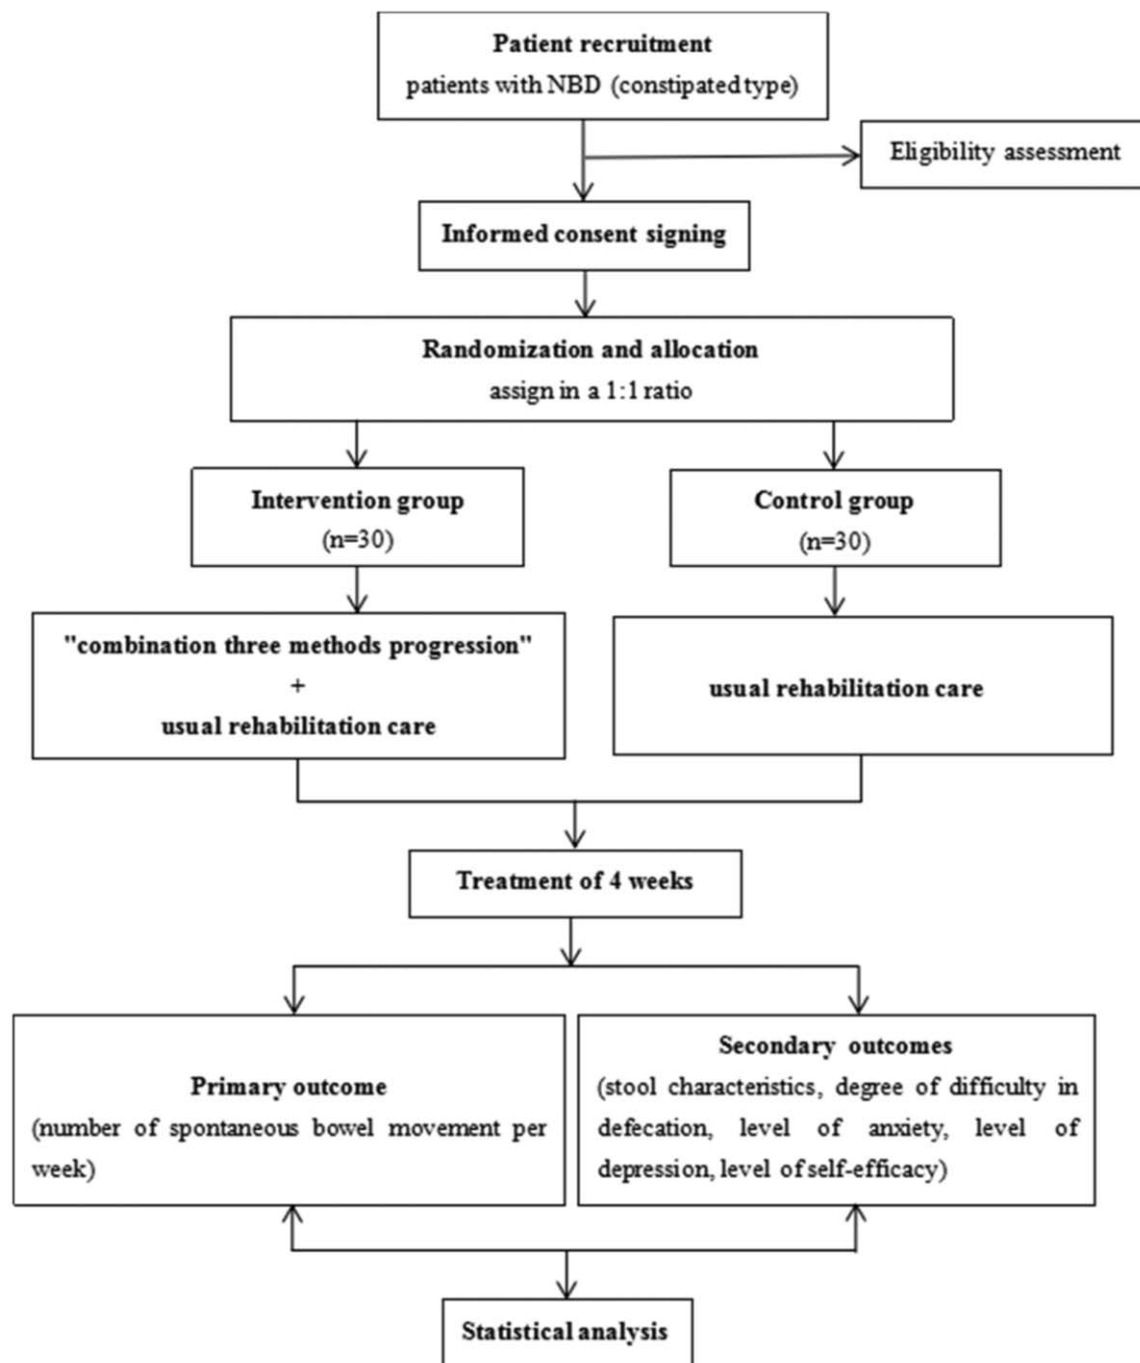 Patient recruitment
patients with NBD (constipated type)
Eligibility assessment
Informed consent signing
Randomization and allocation
assign in a 1:1 ratio
Intervention group
(n=30)
Control group
(n=30)
"combination three methods progression"
+
usual rehabilitation care
usual rehabilitation care
Treatment of 4 weeks
Primary outcome
(number of spontaneous bowel movement per
week)
Secondary outcomes
(stool characteristics, degree of difficulty in
defecation, level of anxiety, level of
depression, level of self-efficacy)
Statistical analysis